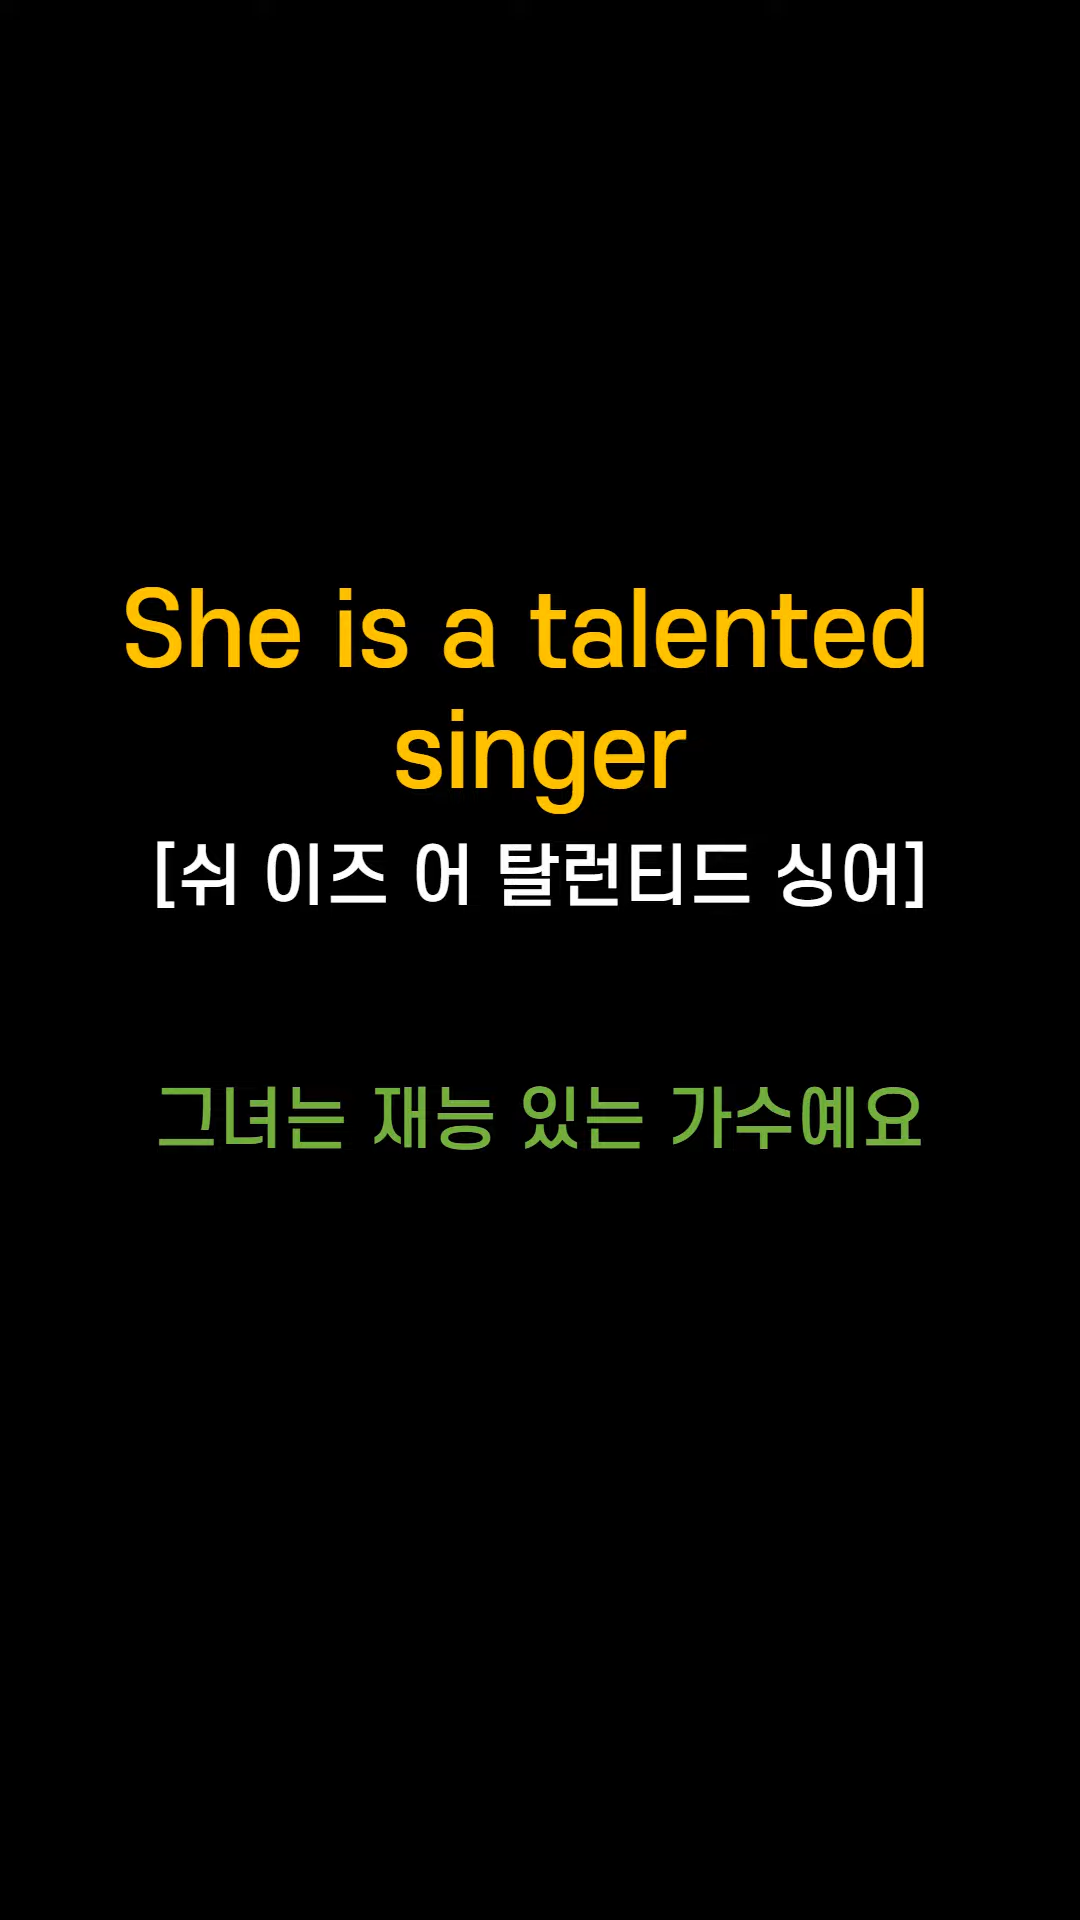 She is a talented
singer
[쉬 이즈 어 탈런티드 싱어]
그녀는 재능 있는 가수예요